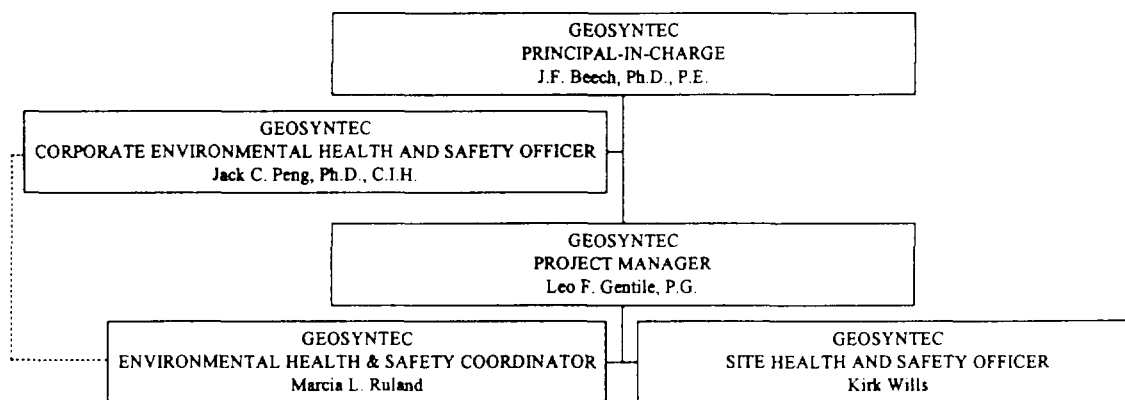 GEOSYNTEC
PRINCIPAL-IN-CHARGE
J.F. Beech, Ph.D., P.E.
GEOSYNTEC
CORPORATE ENVIRONMENTAL HEALTH AND SAFETY OFFICER
Jack C. Peng, Ph.D., C.I.H.
GEOSYNTEC
PROJECT MANAGER
Leo F. Gentile, P.G.
GEOSYNTEC
ENVIRONMENTAL HEALTH & SAFETY COORDINATOR
Marcia L. Ruland
GEOSYNTEC
SITE HEALTH AND SAFETY OFFICER
Kirk Wills